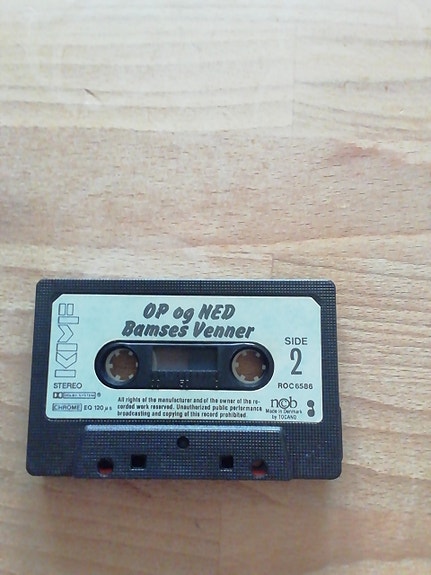 OP og NED
Bamses Venner
SIDE
2
STEREO
ROC 6586
DOLBY SYSTEM
CHROME EQ 120 µs
All rights of the manufacturer and of the owner of the re-
corded work reserved. Unauthorized public performance
broadcasting and copying of this record prohibited.
ncb
Made in Denmark
by TOCANO